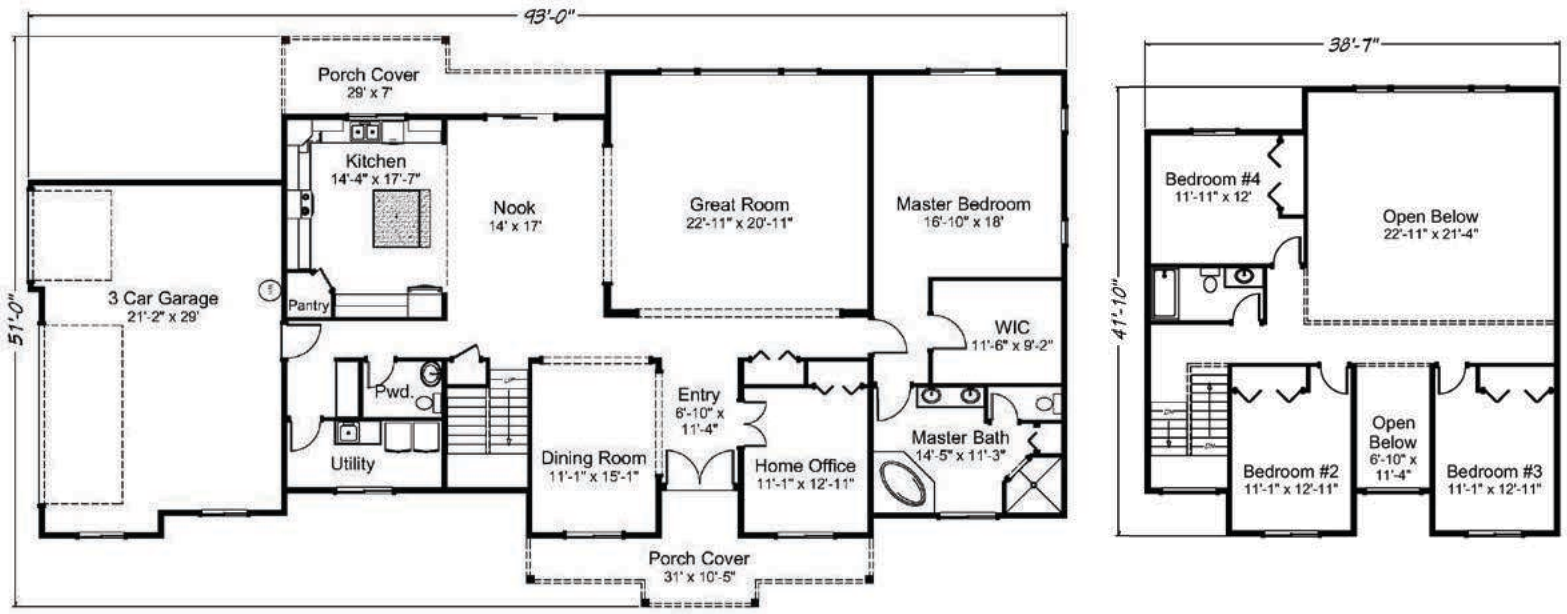 93'-0"
38'-7"
Porch Cover
29' x 7'
Kitchen
14'-4" x 17'-7"
Nook
14' x 17'
Great Room
22'-11" x 20'-11"
Master Bedroom
16'-10" x 18'
3 Car Garage
21'-2" x 29'
51'-0"
Pantry
WIC
11'-6" x 9'-2"
Pwd.
Entry
6'-10" x
11'-4"
Utility
Dining Room
11'-1" x 15'-1"
Home Office
11'-1" x 12'-11"
Master Bath
14'-5" x 11'-3"
Porch Cover
31' x 10'-5"
41'-10"
Bedroom #4
11'-11" x 12'
Open Below
22'-11" x 21'-4"
Bedroom #2
11'-1" x 12'-11"
Open
Below
6'-10" x
11'-4"
Bedroom #3
11'-1" x 12'-11"